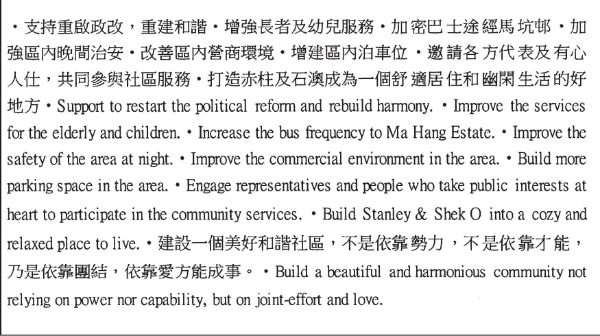 ・支持重啟政改，重建和諧・增強長者及幼兒服務・加密巴士途經馬坑邨・加
強區內晚間治安・改善區內營商環境・增建區內泊車位・邀請各方代表及有心
人仕，共同參與社區服務・打造赤柱及石澳成為一個舒適居住和幽閑生活的好
地方・Support to restart the political reform and rebuild harmony. ・Improve the services
for the elderly and children.・Increase the bus frequency to Ma Hang Estate.・Improve the
safety of the area at night.・Improve the commercial environment in the area.・Build more
parking space in the area.・Engage representatives and people who take public interests at
heart to participate in the community services. ・Build Stanley & Shek O into a cozy and
relaxed place to live.・建設一個美好和諧社區，不是依靠勢力，不是依靠才能，
乃是依靠團結，依靠愛方能成事。・Build a beautiful and harmonious community not
relying on power nor capability, but on joint-effort and love.